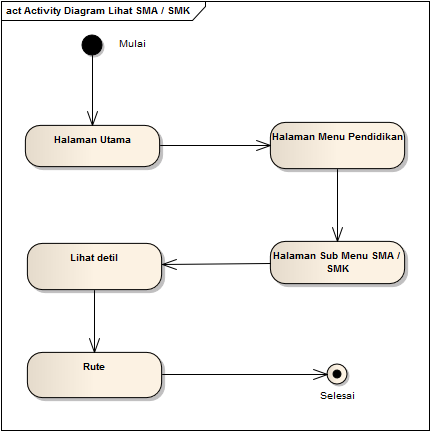 act Activity Diagram Lihat SMA / SMK
Mulai
Halaman Utama
Halaman Menu Pendidikan
Lihat detil
Halaman Sub Menu SMA /
SMK
Rute
Selesai